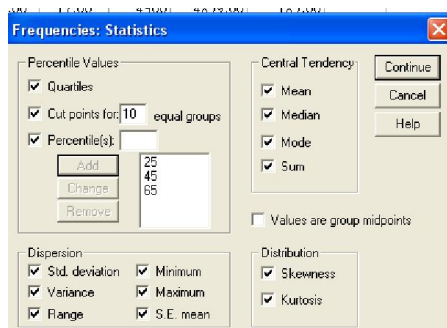 Frequencies: Statistics
Percentile Values
Quartiles
Cut points for: 10 equal groups
Percentile(s):
Add
Change
Remove
25
45
65
Central Tendency
Mean
Median
Mode
Sum
Continue
Cancel
Help
Values are group midpoints
Dispersion
Std. deviation
Minimum
Variance
Maximum
Range
S.E. mean
Distribution
Skewness
Kurtosis